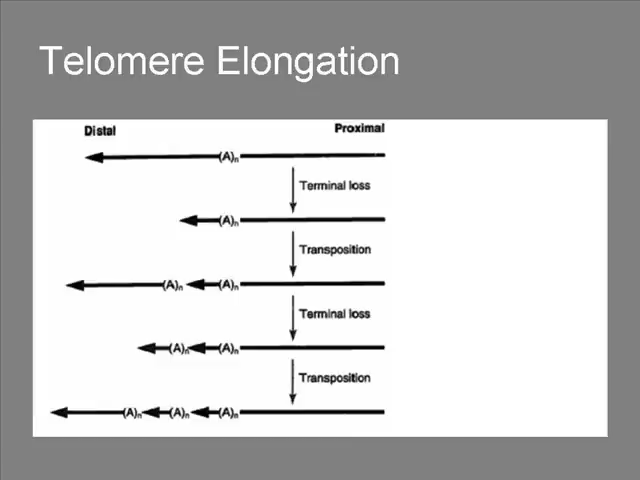 Telomere Elongation
Distal Proximal
(A)n
Terminal loss
(A)n
Transposition
(A)n (A)n
Terminal loss
(A)n (A)n
Transposition
(A)n (A)n (A)n